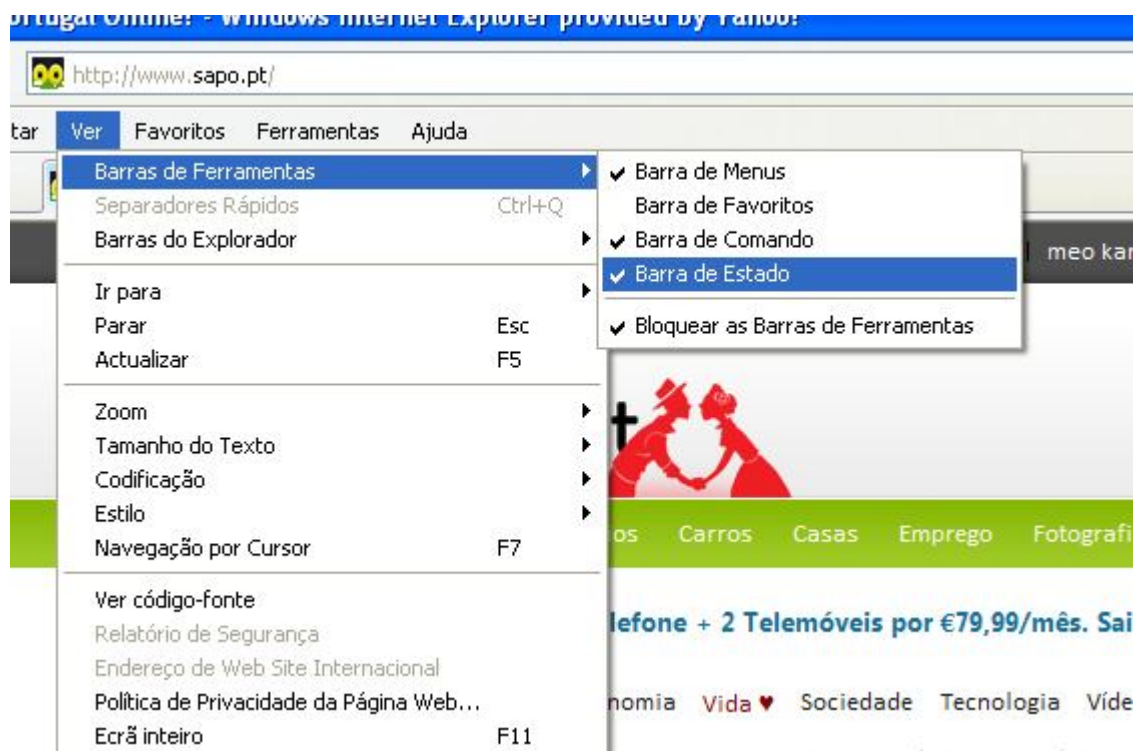 ortugal Online! - Windows Internet Explorer provided by Yahoo!
http://www.sapo.pt/
tar Ver Favoritos Ferramentas Ajuda
Barras de Ferramentas
Separadores Rápidos Ctrl+Q
Barras do Explorador
Ir para
Parar Esc
Actualizar F5
Zoom
Tamanho do Texto
Codificação
Estilo
Navegação por Cursor F7
Ver código-fonte
Relatório de Segurança
Endereço de Web Site Internacional
Política de Privacidade da Página Web...
Ecrã inteiro F11
Barra de Menus
Barra de Favoritos
Barra de Comando
Barra de Estado
Bloquear as Barras de Ferramentas
meo kar
t
os Carros Casas Emprego Fotografi
lefone + 2 Telemóveis por €79,99/mês. Sai
nomia Vida ♥ Sociedade Tecnologia Víde